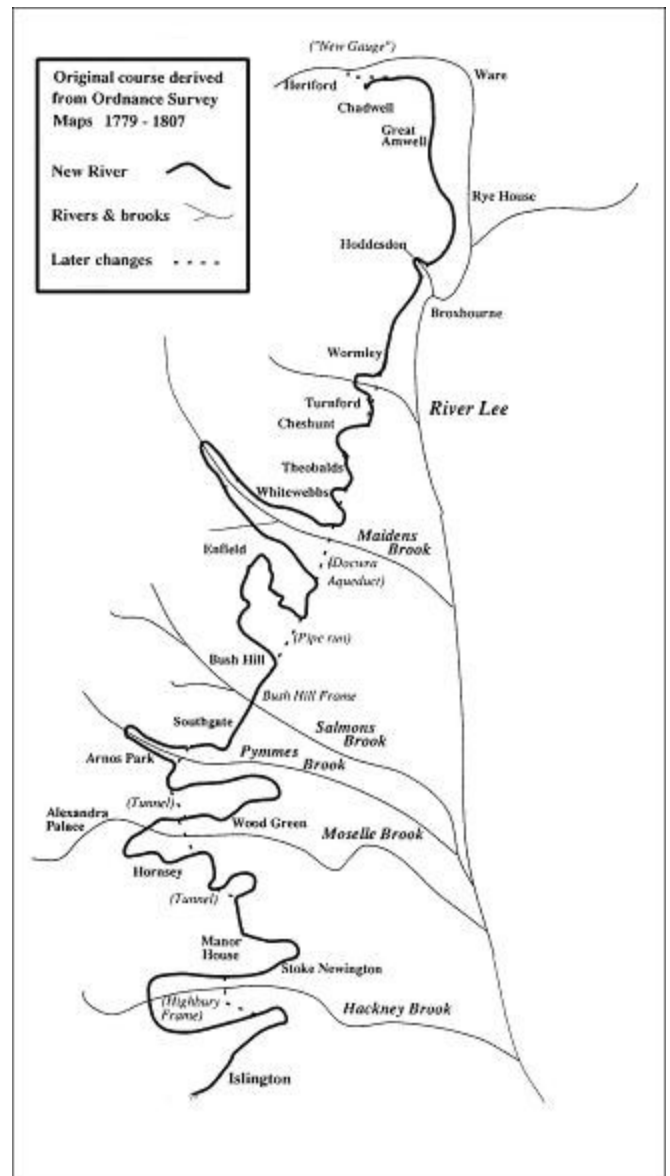 Original course derived
from Ordnance Survey
Maps 1779 - 1807
New River
Rivers & brooks
Later changes
("New Gauge")
Hertford
Ware
Chadwell
Great
Amwell
Rye House
Hoddesdon
Broxbourne
Wormley
Turnford
River Lee
Cheshunt
Theobalds
Whitewebbs
Maidens
Brook
Enfield
(Docura
Aqueduct)
(Pipe run)
Bush Hill
Bush Hill Frame
Southgate
Salmons
Brook
Pymmes
Brook
Arnos Park
(Tunnel)
Alexandra
Palace
Wood Green
Moselle Brook
Hornsey
(Tunnel)
Manor
House
Stoke Newington
(Highbury
Frame)
Hackney Brook
Islington